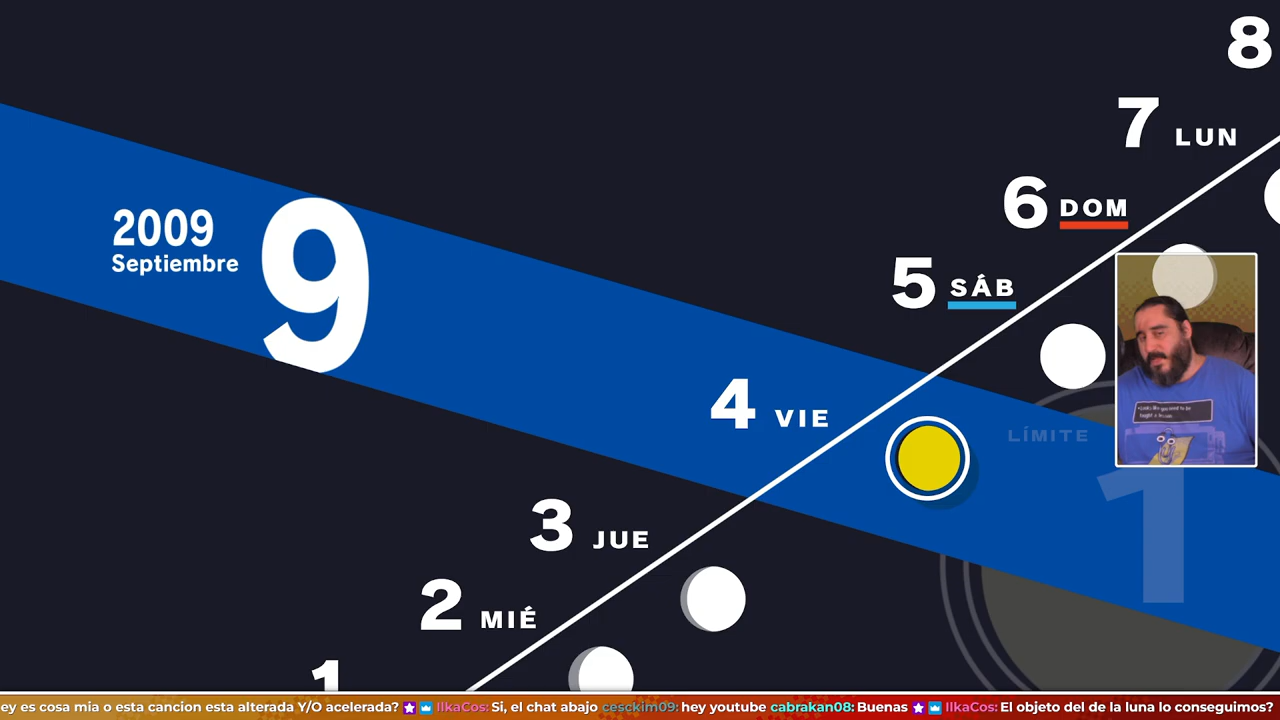 8
7 LUN
6 DOM
5 SÁB
2009
Septiembre
9
4 VIE
LÍMITE
1
3 JUE
2 MIÉ
1
ey es cosa mia o esta cancion esta alterada Y/O acelerada? IlkaCos: Si, el chat abajo cesckim09: hey youtube cabrakan08: Buenas IlkaCos: El objeto del de la luna lo conseguimos?